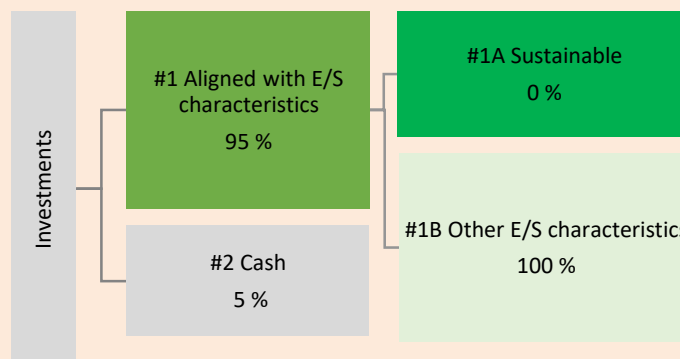 Investments
#1 Aligned with E/S
characteristics
95 %
#2 Cash
5 %
#1A Sustainable
0 %
#1B Other E/S characteristics
100 %